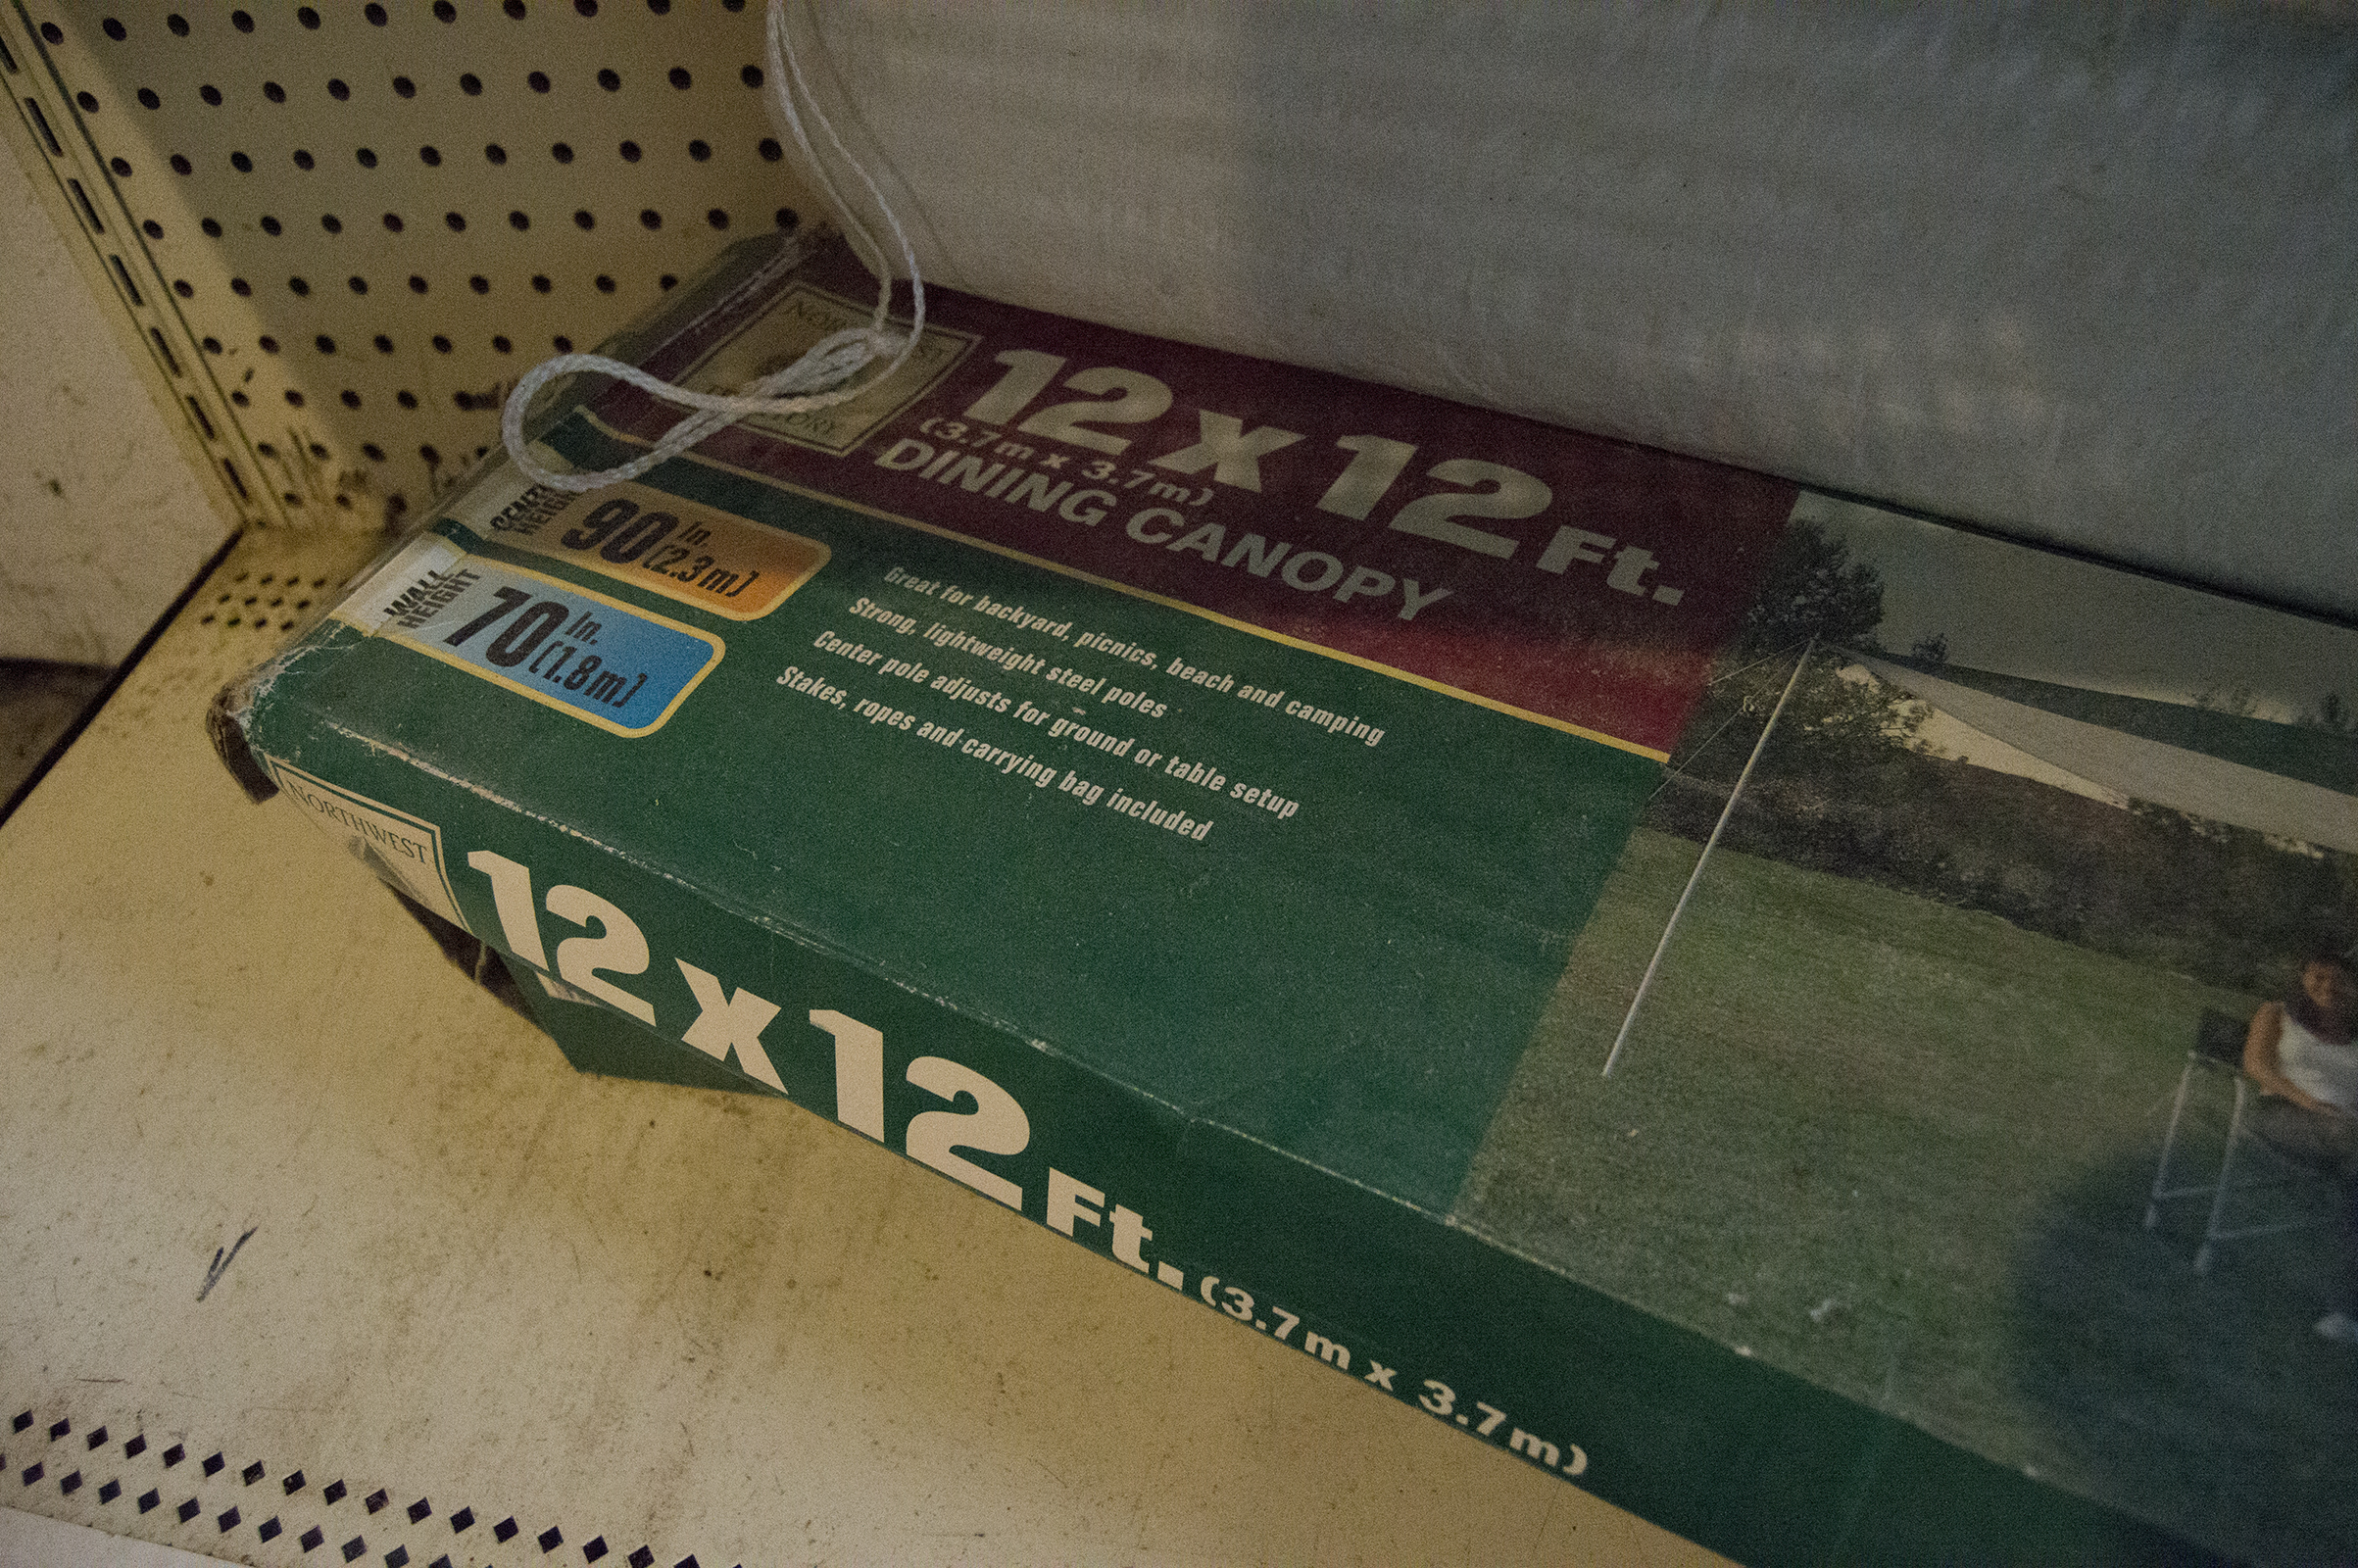 NORTHWEST
TERRITORY
12 x 12 Ft.
(3.7m x 3.7m)
DINING CANOPY
CENTER
HEIGHT
90 In.
(2.3m)
WALL
HEIGHT
70 In.
(1.8m)
Great for backyard, picnics, beach and camping
Strong, lightweight steel poles
Center pole adjusts for ground or table setup
Stakes, ropes and carrying bag included
NORTHWEST
12 x 12 Ft. (3.7m x 3.7m)